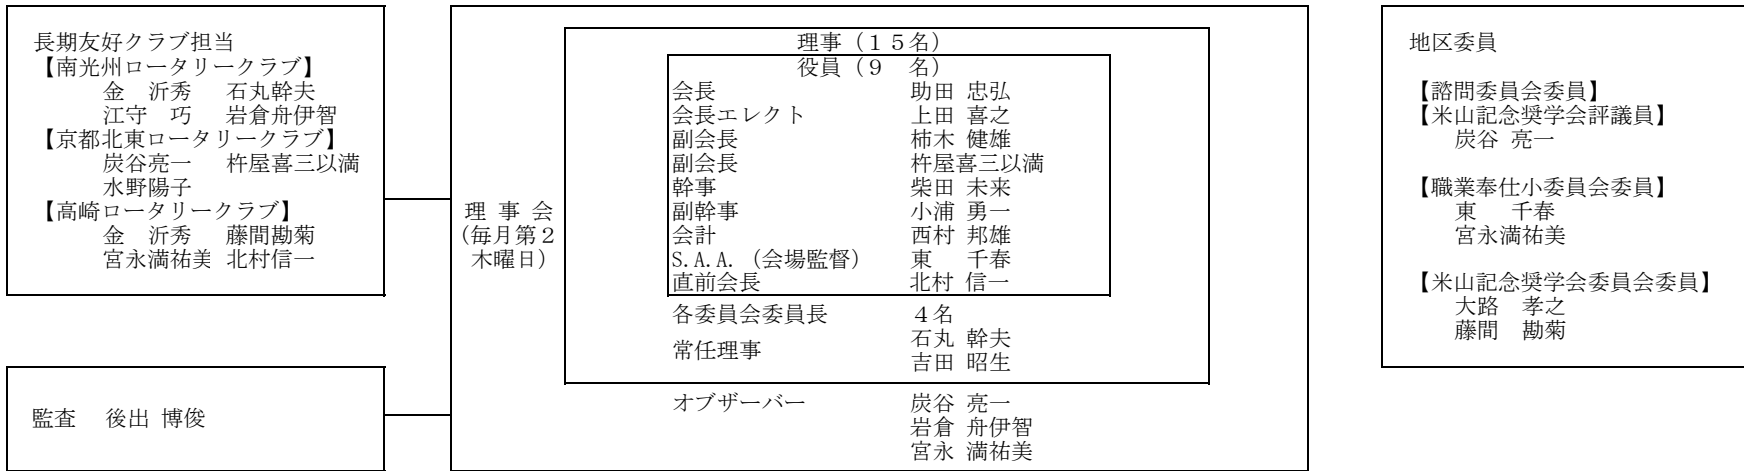 長期友好クラブ担当
【南光州ロータリークラブ】
金　沂秀　石丸幹夫
江守　巧　岩倉舟伊智
【京都北東ロータリークラブ】
炭谷亮一　杵屋喜三以満
水野陽子
【高崎ロータリークラブ】
金　沂秀　藤間勘菊
宮永満祐美 北村信一
監査　後出 博俊
理 事 会
(毎月第２
木曜日)
理事（１５名）
役員（９　名）
会長　助田 忠弘
会長エレクト　上田 喜之
副会長　柿木 健雄
副会長　杵屋喜三以満
幹事　柴田 未来
副幹事　小浦 勇一
会計　西村 邦雄
S.A.A.（会場監督）　東　千春
直前会長　北村 信一
各委員会委員長　４名
常任理事　石丸 幹夫
吉田 昭生
オブザーバー　炭谷 亮一
岩倉 舟伊智
宮永 満祐美
地区委員
【諮問委員会委員】
【米山記念奨学会評議員】
炭谷 亮一
【職業奉仕小委員会委員】
東　千春
宮永満祐美
【米山記念奨学会委員会委員】
大路　孝之
藤間　勘菊